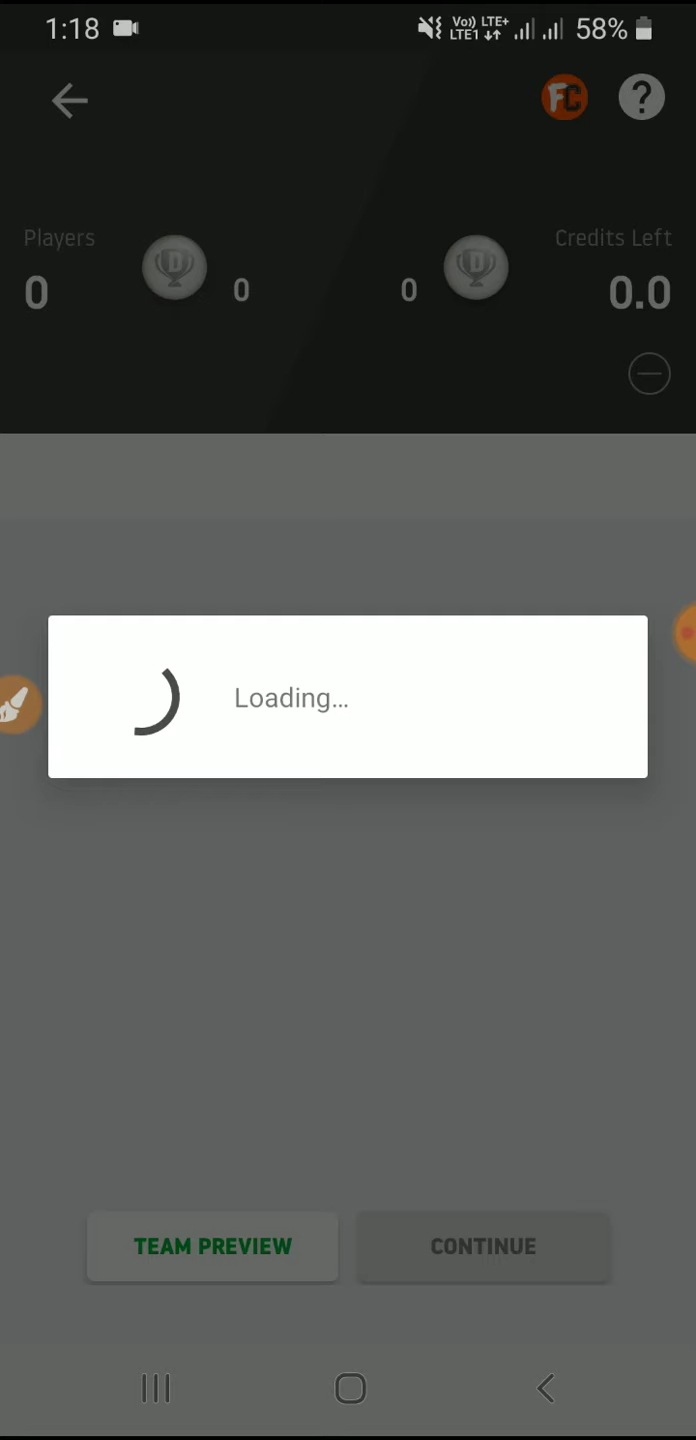 1:18 Vo)) LTE+ LTE1 58%
FC ?
Players Credits Left
0 D 0 0 D 0.0
Loading...
TEAM PREVIEW CONTINUE